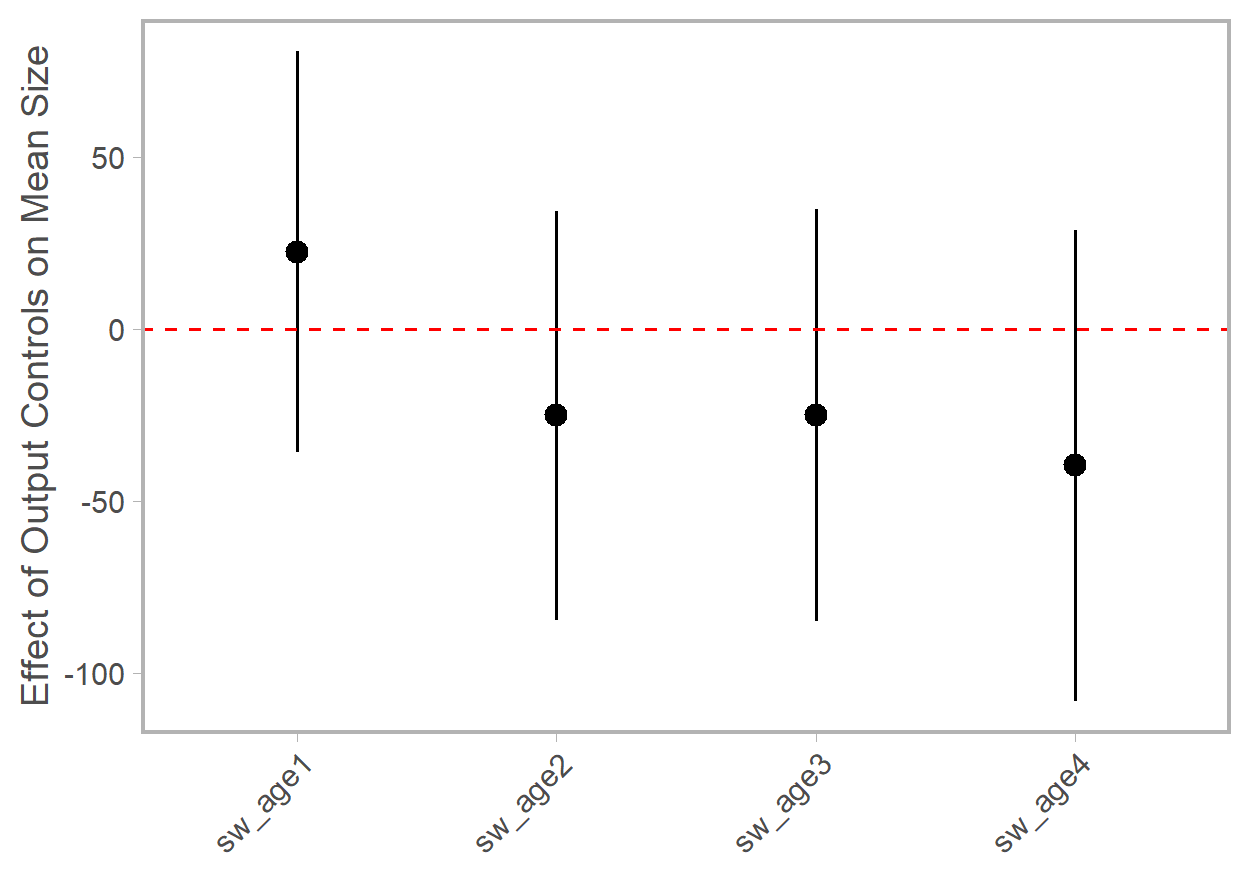 Effect of Output Controls on Mean Size
50
0
-50
-100
sw_age1
sw_age2
sw_age3
sw_age4